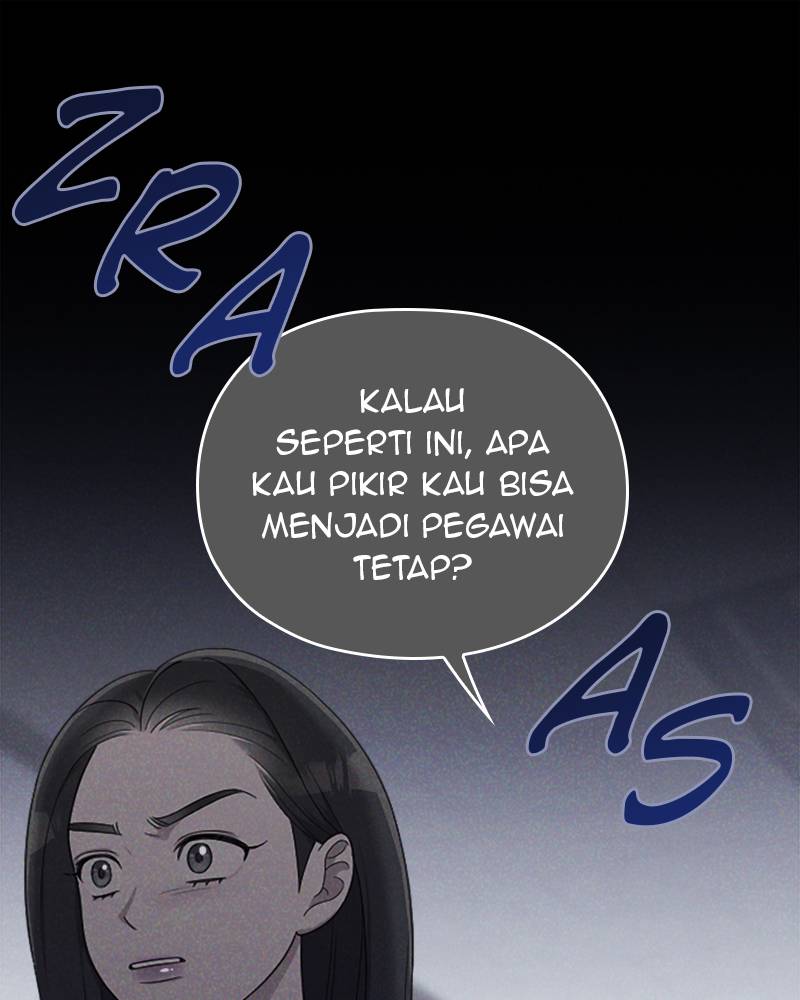 ZRA
KALAU
SEPERTI INI, APA
KAU PIKIR KAU BISA
MENJADI PEGAWAI
TETAP?
AS